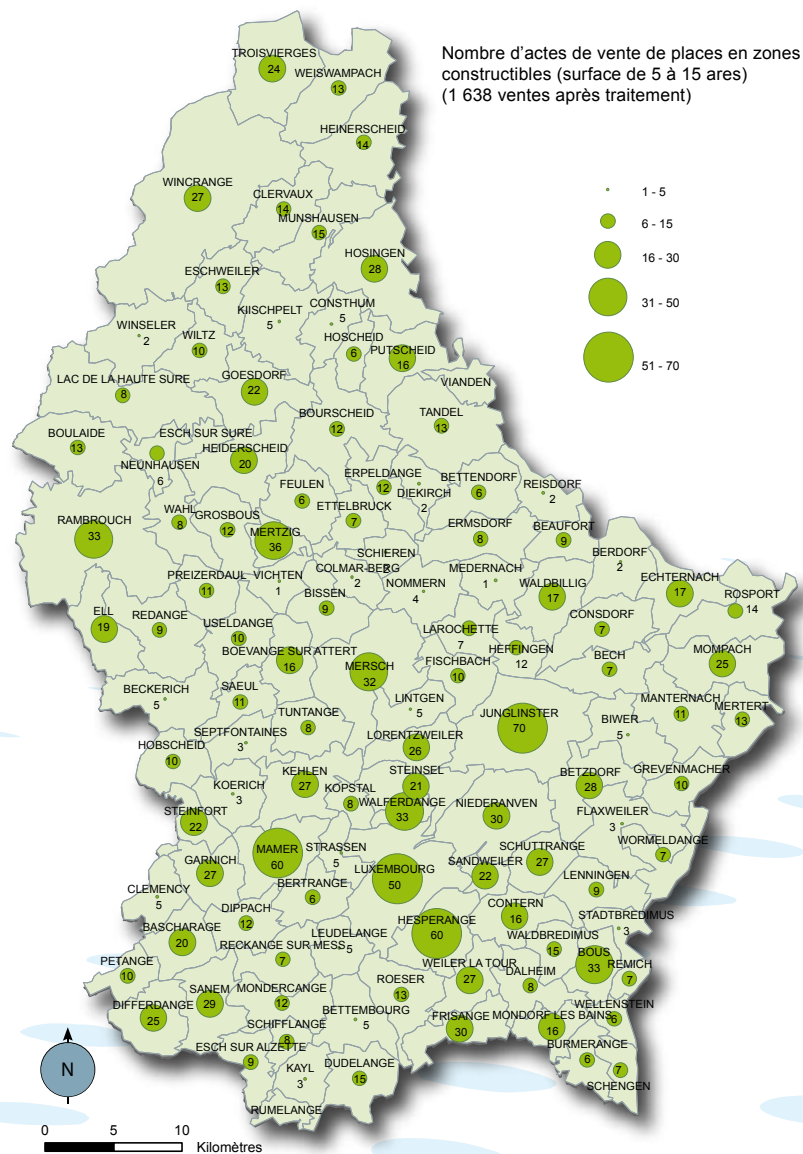 Nombre d'actes de vente de places en zones
constructibles (surface de 5 à 15 ares)
(1 638 ventes après traitement)
1 - 5
6 - 15
16 - 30
31 - 50
51 - 70
TROISVIERGES
24
WEISWAMPACH
13
HEINERSCHEID
14
WINCRANGE
27
CLERVAUX
14
MUNSHAUSEN
15
HOSINGEN
28
ESCHWEILER
13
KIISCHPELT
5
CONSTHUM
5
WINSELER
2
WILTZ
10
HOSCHEID
6
PUTSCHEID
16
VIANDEN
LAC DE LA HAUTE SURE
8
GOESDORF
22
BOURSCHEID
12
TANDEL
13
BOULAIDE
13
ESCH SUR SURE
NEUNHAUSEN
6
HEIDERSCHEID
20
FEULEN
6
ERPELDANGE
12
DIEKIRCH
2
BETTENDORF
6
REISDORF
2
RAMBROUCH
33
WAHL
8
GROSBOUS
12
MERTZIG
36
ETTELBRUCK
7
ERMSDORF
8
BEAUFORT
9
BERDORF
2
ECHTERNACH
17
ROSPORT
14
PREIZERDAUL
11
VICHTEN
1
SCHIEREN
COLMAR-BERG
2
NOMMERN
4
MEDERNACH
1
WALDBILLIG
17
BISSEN
9
ELL
19
REDANGE
9
USELDANGE
10
LAROCHETTE
7
HEFFINGEN
12
CONSDORF
7
BECH
7
MOMPACH
25
BOEVANGE SUR ATTERT
16
MERSCH
32
FISCHBACH
10
BECKERICH
5
SAEUL
11
LINTGEN
5
JUNGLINSTER
70
BIWER
5
MANTERNACH
11
MERTERT
13
TUNTANGE
8
SEPTFONTAINES
3
LORENTZWEILER
26
HOBSCHEID
10
KOERICH
3
KEHLEN
27
KOPSTAL
8
STEINSEL
21
WALFERDANGE
33
NIEDERANVEN
30
BETZDORF
28
GREVENMACHER
10
FLAXWEILER
3
WORMELDANGE
7
STEINFORT
22
GARNICH
27
MAMER
60
STRASSEN
5
LUXEMBOURG
50
SANDWEILER
22
SCHUTTRANGE
27
LENNINGEN
9
CLEMENCY
5
BERTRANGE
6
CONTERN
16
STADTBREDIMUS
3
DIPPACH
12
BASCHARAGE
20
LEUDELANGE
5
RECKANGE SUR MESS
7
HESPERANGE
60
WALDBREDIMUS
15
BOUS
33
REMICH
7
PETANGE
10
WEILER LA TOUR
27
DALHEIM
8
SANEM
29
MONDERCANGE
12
ROESER
13
DIFFERDANGE
25
BETTEMBOURG
5
FRISANGE
30
MONDORF LES BAINS
16
WELLENSTEIN
6
SCHIFFLANGE
8
ESCH SUR ALZETTE
9
BURMERANGE
6
SCHENGEN
7
KAYL
3
DUDELANGE
15
RUMELANGE
N
0 5 10
Kilomètres